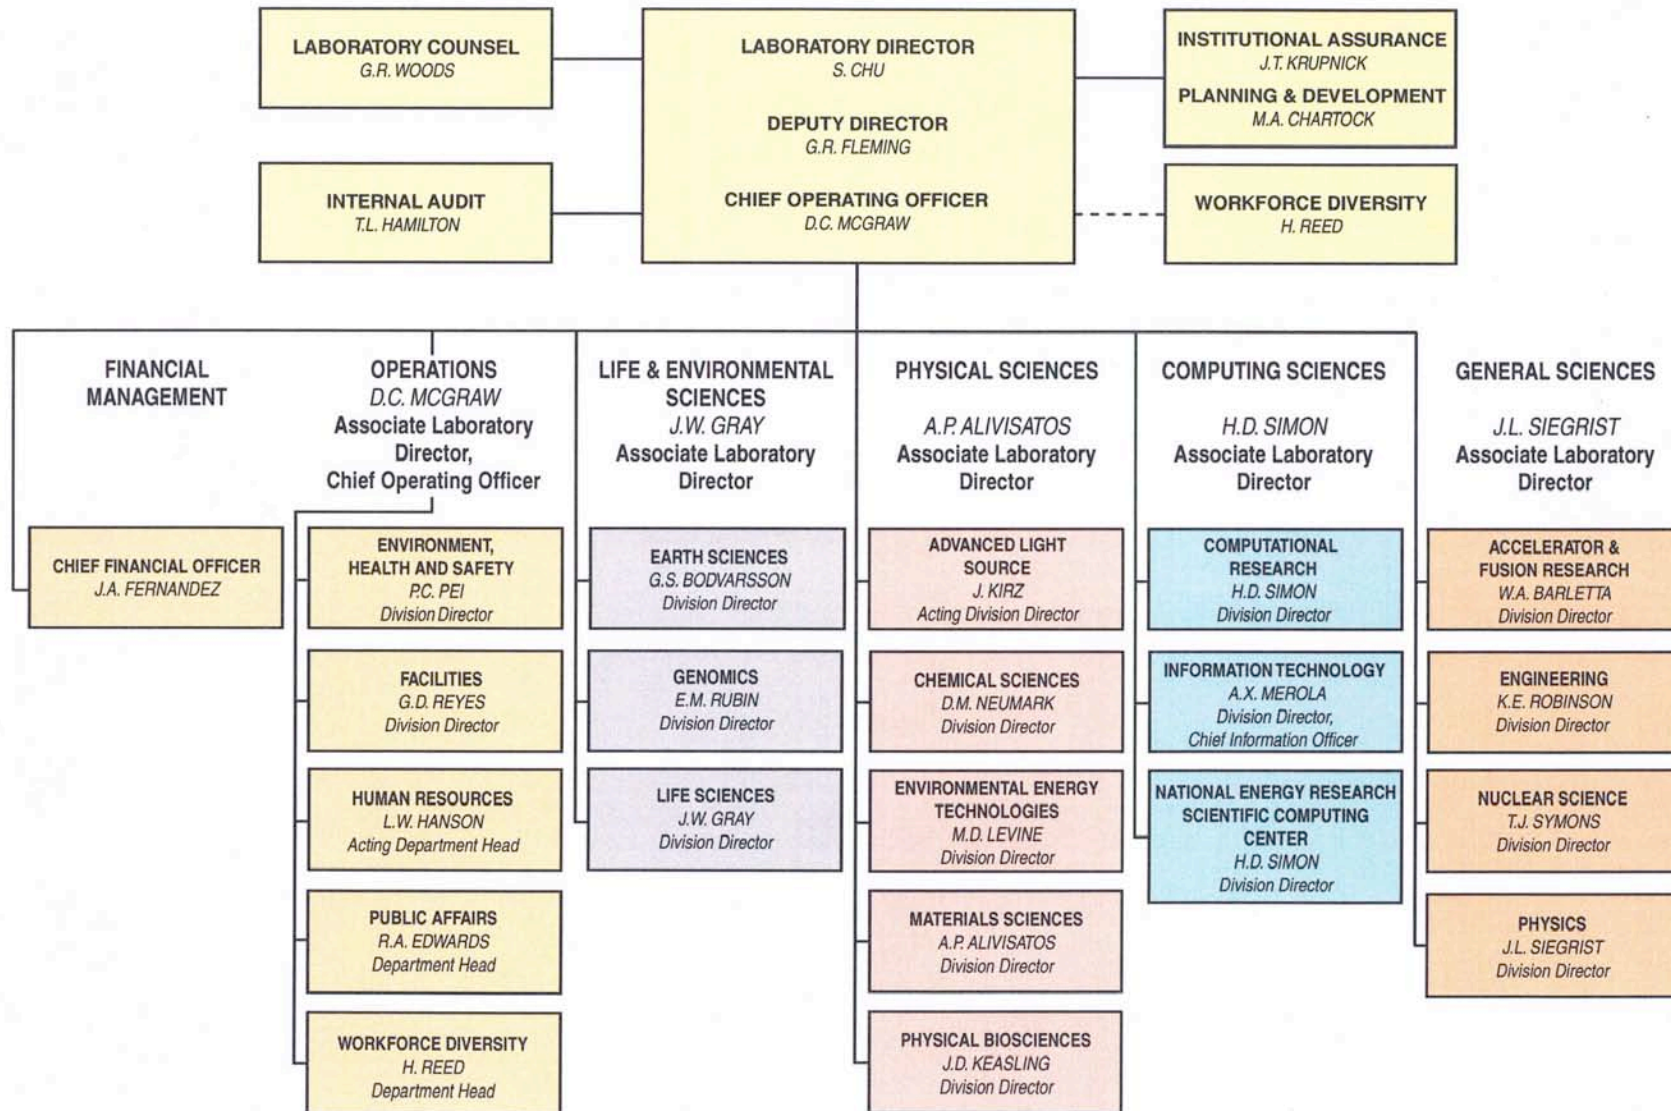 LABORATORY COUNSEL
G.R. WOODS
LABORATORY DIRECTOR
S. CHU
DEPUTY DIRECTOR
G.R. FLEMING
CHIEF OPERATING OFFICER
D.C. MCGRAW
INSTITUTIONAL ASSURANCE
J.T. KRUPNICK
PLANNING & DEVELOPMENT
M.A. CHARTOCK
INTERNAL AUDIT
T.L. HAMILTON
WORKFORCE DIVERSITY
H. REED
FINANCIAL
MANAGEMENT
CHIEF FINANCIAL OFFICER
J.A. FERNANDEZ
OPERATIONS
D.C. MCGRAW
Associate Laboratory
Director,
Chief Operating Officer
ENVIRONMENT,
HEALTH AND SAFETY
P.C. PEI
Division Director
FACILITIES
G.D. REYES
Division Director
HUMAN RESOURCES
L.W. HANSON
Acting Department Head
PUBLIC AFFAIRS
R.A. EDWARDS
Department Head
WORKFORCE DIVERSITY
H. REED
Department Head
LIFE & ENVIRONMENTAL
SCIENCES
J.W. GRAY
Associate Laboratory
Director
EARTH SCIENCES
G.S. BODVARSSON
Division Director
GENOMICS
E.M. RUBIN
Division Director
LIFE SCIENCES
J.W. GRAY
Division Director
PHYSICAL SCIENCES
A.P. ALIVISATOS
Associate Laboratory
Director
ADVANCED LIGHT
SOURCE
J. KIRZ
Acting Division Director
CHEMICAL SCIENCES
D.M. NEUMARK
Division Director
ENVIRONMENTAL ENERGY
TECHNOLOGIES
M.D. LEVINE
Division Director
MATERIALS SCIENCES
A.P. ALIVISATOS
Division Director
PHYSICAL BIOSCIENCES
J.D. KEASLING
Division Director
COMPUTING SCIENCES
H.D. SIMON
Associate Laboratory
Director
COMPUTATIONAL
RESEARCH
H.D. SIMON
Division Director
INFORMATION TECHNOLOGY
A.X. MEROLA
Division Director,
Chief Information Officer
NATIONAL ENERGY RESEARCH
SCIENTIFIC COMPUTING
CENTER
H.D. SIMON
Division Director
GENERAL SCIENCES
J.L. SIEGRIST
Associate Laboratory
Director
ACCELERATOR &
FUSION RESEARCH
W.A. BARLETTA
Division Director
ENGINEERING
K.E. ROBINSON
Division Director
NUCLEAR SCIENCE
T.J. SYMONS
Division Director
PHYSICS
J.L. SIEGRIST
Division Director